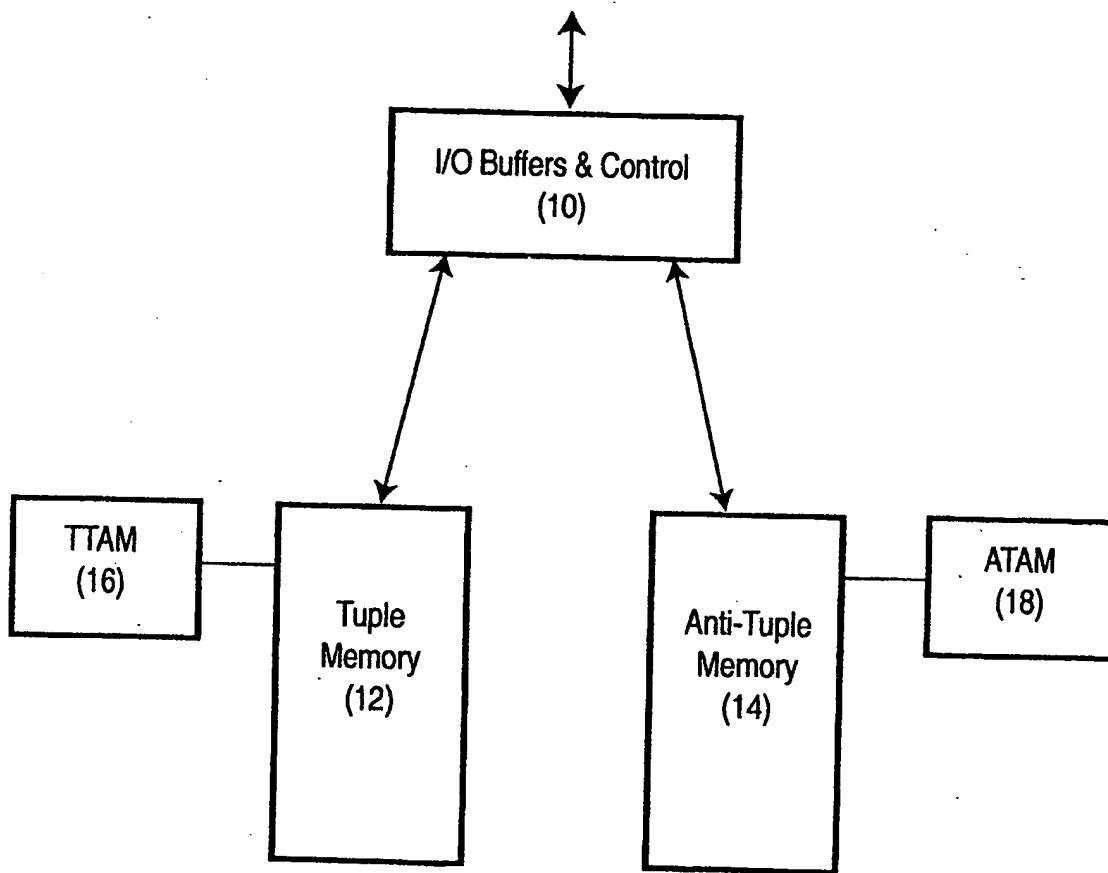 I/O Buffers & Control
(10)
TTAM
(16)
Tuple
Memory
(12)
Anti-Tuple
Memory
(14)
ATAM
(18)